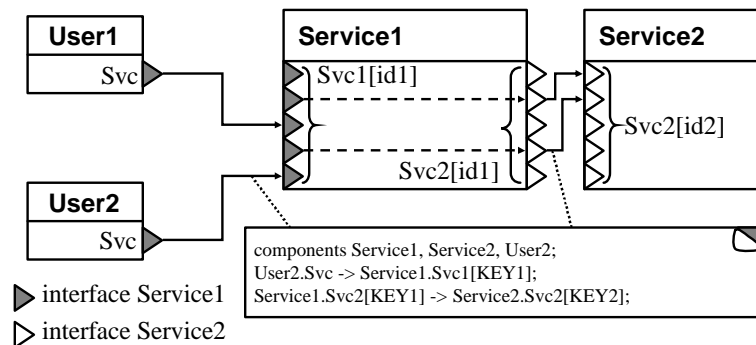 User1
Svc
Service1
Svc1[id1]
Svc2[id1]
Service2
Svc2[id2]
User2
Svc
components Service1, Service2, User2;
User2.Svc -> Service1.Svc1[KEY1];
Service1.Svc2[KEY1] -> Service2.Svc2[KEY2];
interface Service1
interface Service2